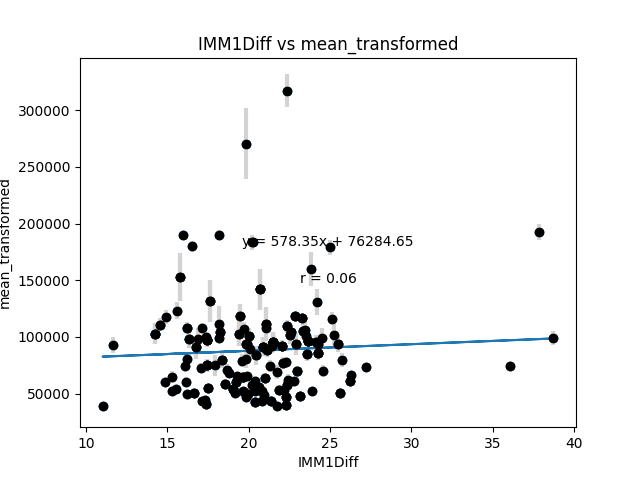 IMM1Diff vs mean_transformed
300000
250000
200000
150000
100000
50000
mean_transformed
y = 578.35x + 76284.65
r = 0.06
10 15 20 25 30 35 40
IMM1Diff